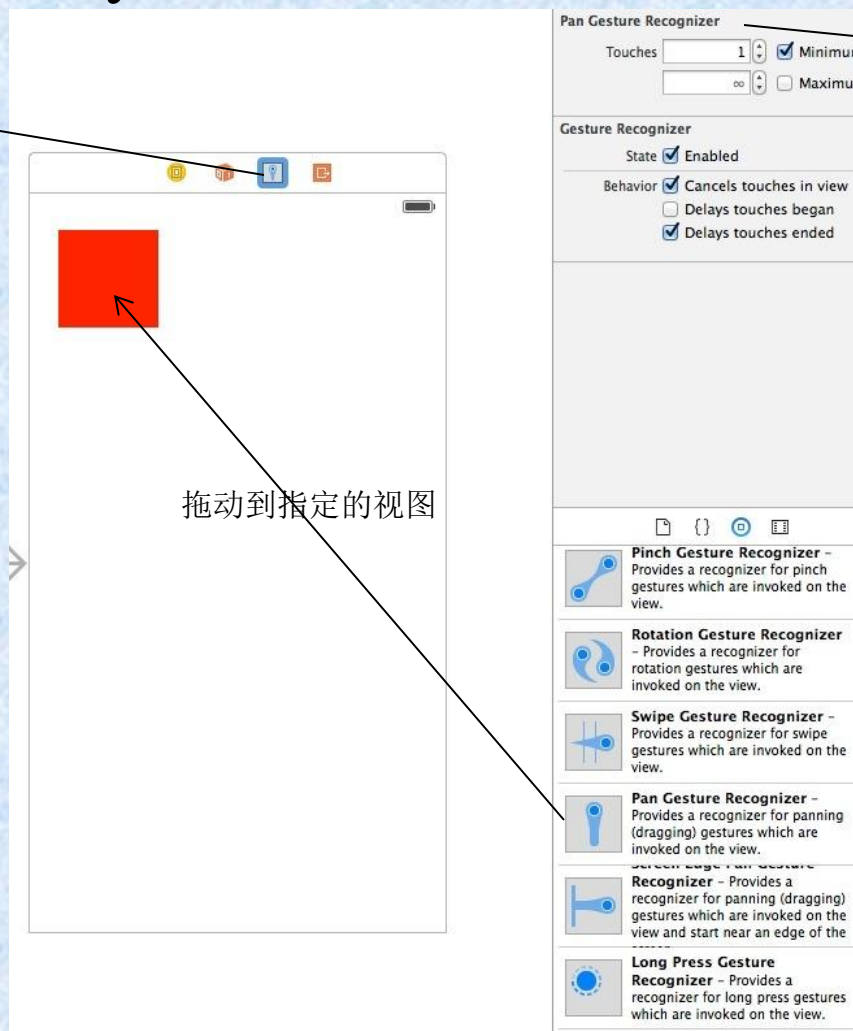 Pan Gesture Recognizer
Touches 1 Minimum
∞ Maximum
Gesture Recognizer
State Enabled
Behavior Cancels touches in view
Delays touches began
Delays touches ended
拖动到指定的视图
{}
Pinch Gesture Recognizer –
Provides a recognizer for pinch
gestures which are invoked on the
view.
Rotation Gesture Recognizer
– Provides a recognizer for
rotation gestures which are
invoked on the view.
Swipe Gesture Recognizer –
Provides a recognizer for swipe
gestures which are invoked on the
view.
Pan Gesture Recognizer –
Provides a recognizer for panning
(dragging) gestures which are
invoked on the view.
Screen Edge Pan Gesture
Recognizer – Provides a
recognizer for panning (dragging)
gestures which are invoked on the
view and start near an edge of the
Long Press Gesture
Recognizer – Provides a
recognizer for long press gestures
which are invoked on the view.